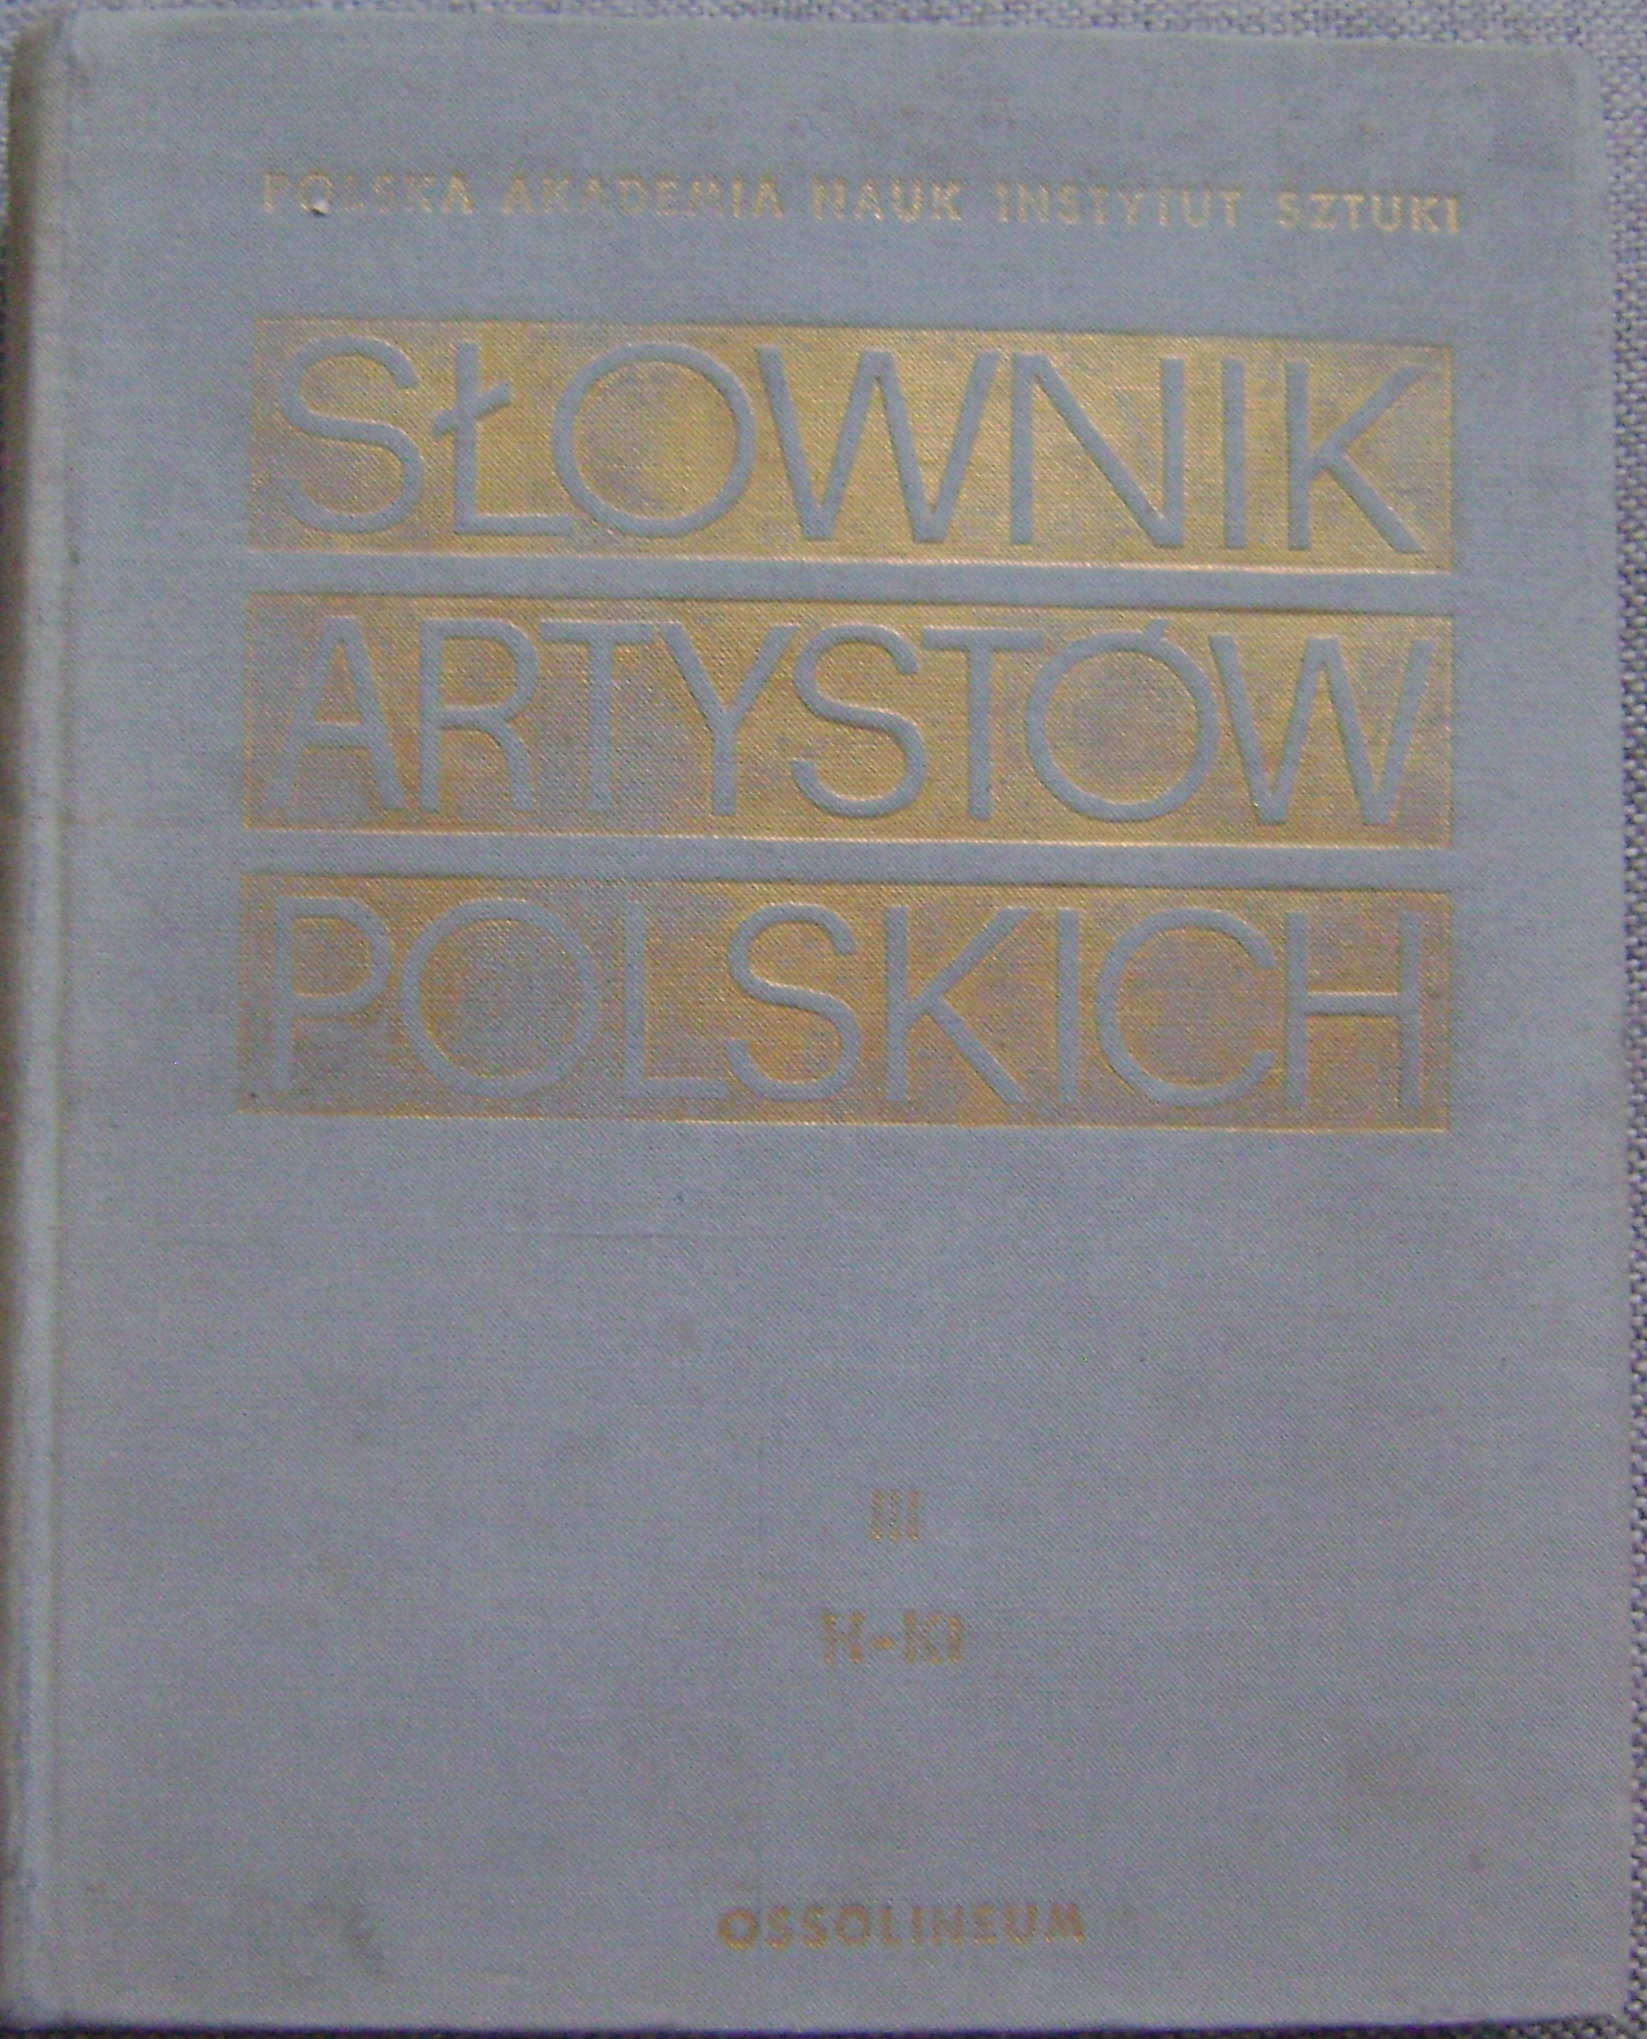 POLSKA AKADEMIA NAUK INSTYTUT SZTUKI
SŁOWNIK
ARTYSTÓW
POLSKICH
III
H-KI
OSSOLINEUM